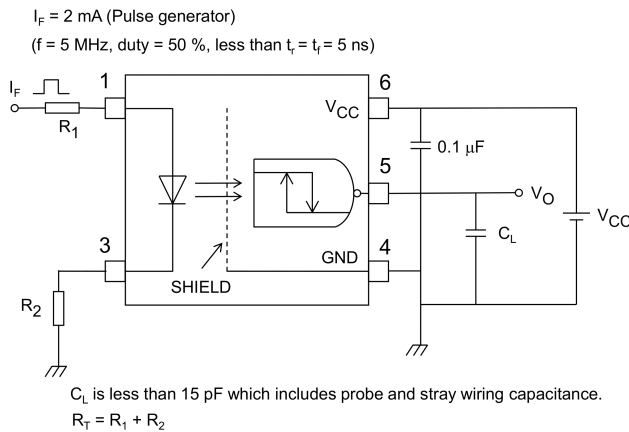 I_F = 2 mA (Pulse generator)
(f = 5 MHz, duty = 50 %, less than t_r = t_f = 5 ns)
I_F
R_1
1
6
V_CC
0.1 μF
5
V_O
V_CC
C_L
3
4
GND
SHIELD
R_2
C_L is less than 15 pF which includes probe and stray wiring capacitance.
R_T = R_1 + R_2